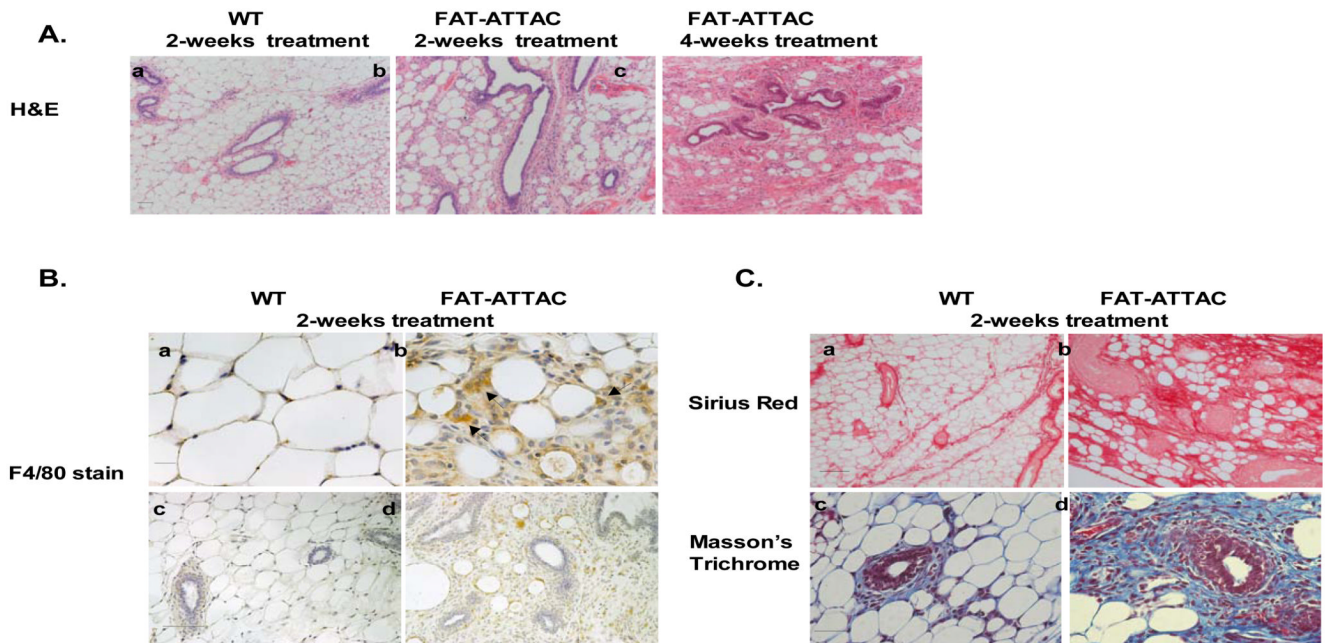 A.
WT
2-weeks treatment
FAT-ATTAC
2-weeks treatment
FAT-ATTAC
4-weeks treatment
H&E
a
b
c
B.
WT
FAT-ATTAC
2-weeks treatment
a
b
F4/80 stain
c
d
C.
WT
FAT-ATTAC
2-weeks treatment
a
b
Sirius Red
c
d
Masson's
Trichrome